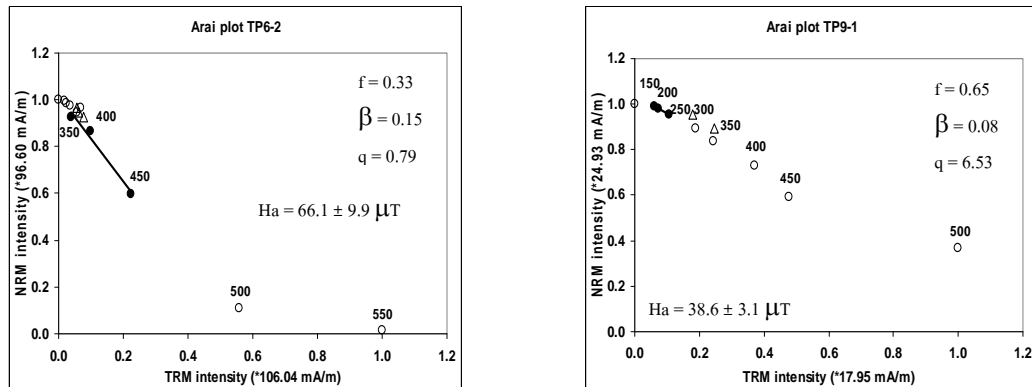 Arai plot TP6-2
NRM intensity (*96.60 mA/m)
1.2
1.0
0.8
0.6
0.4
0.2
0.0
350
400
450
500
550
f = 0.33
β = 0.15
q = 0.79
Ha = 66.1 ± 9.9 μT
0.0 0.2 0.4 0.6 0.8 1.0 1.2
TRM intensity (*106.04 mA/m)
Arai plot TP9-1
NRM intensity (*24.93 mA/m)
1.2
1.0
0.8
0.6
0.4
0.2
0.0
150
200
250
300
350
400
450
500
f = 0.65
β = 0.08
q = 6.53
Ha = 38.6 ± 3.1 μT
0.0 0.2 0.4 0.6 0.8 1.0 1.2
TRM intensity (*17.95 mA/m)